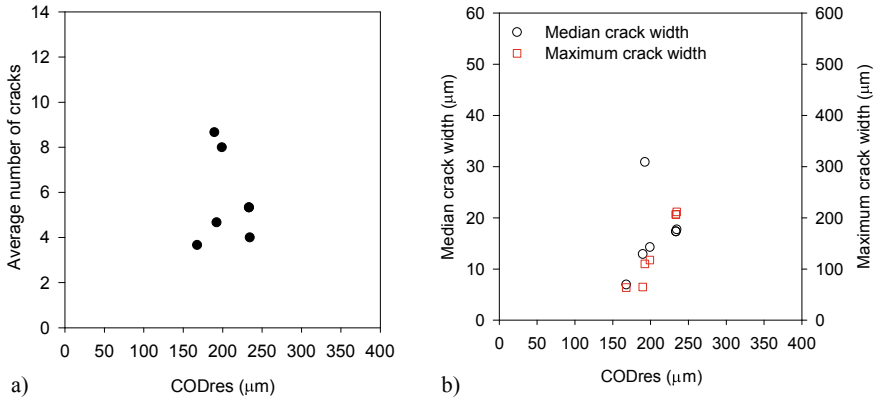 14
12
10
8
6
4
2
0
Average number of cracks
0 50 100 150 200 250 300 350 400
CODres (μm)
a)
60
50
40
30
20
10
0
Median crack width (μm)
Median crack width
Maximum crack width
600
500
400
300
200
100
0
Maximum crack width (μm)
0 50 100 150 200 250 300 350 400
CODres (μm)
b)